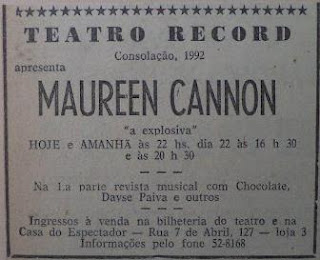 TEATRO RECORD
Consolação, 1992
apresenta
MAUREEN CANNON
"a explosiva"
HOJE e AMANHÃ às 22 hs. dia 22 às 16 h 30
e às 20 h 30
Na 1.a parte revista musical com Chocolate,
Dayse Paiva e outros
Ingressos à venda na bilheteria do teatro e na
Casa do Espectador - Rua 7 de Abril, 127 - loja 3
Informações pelo fone 52-8168